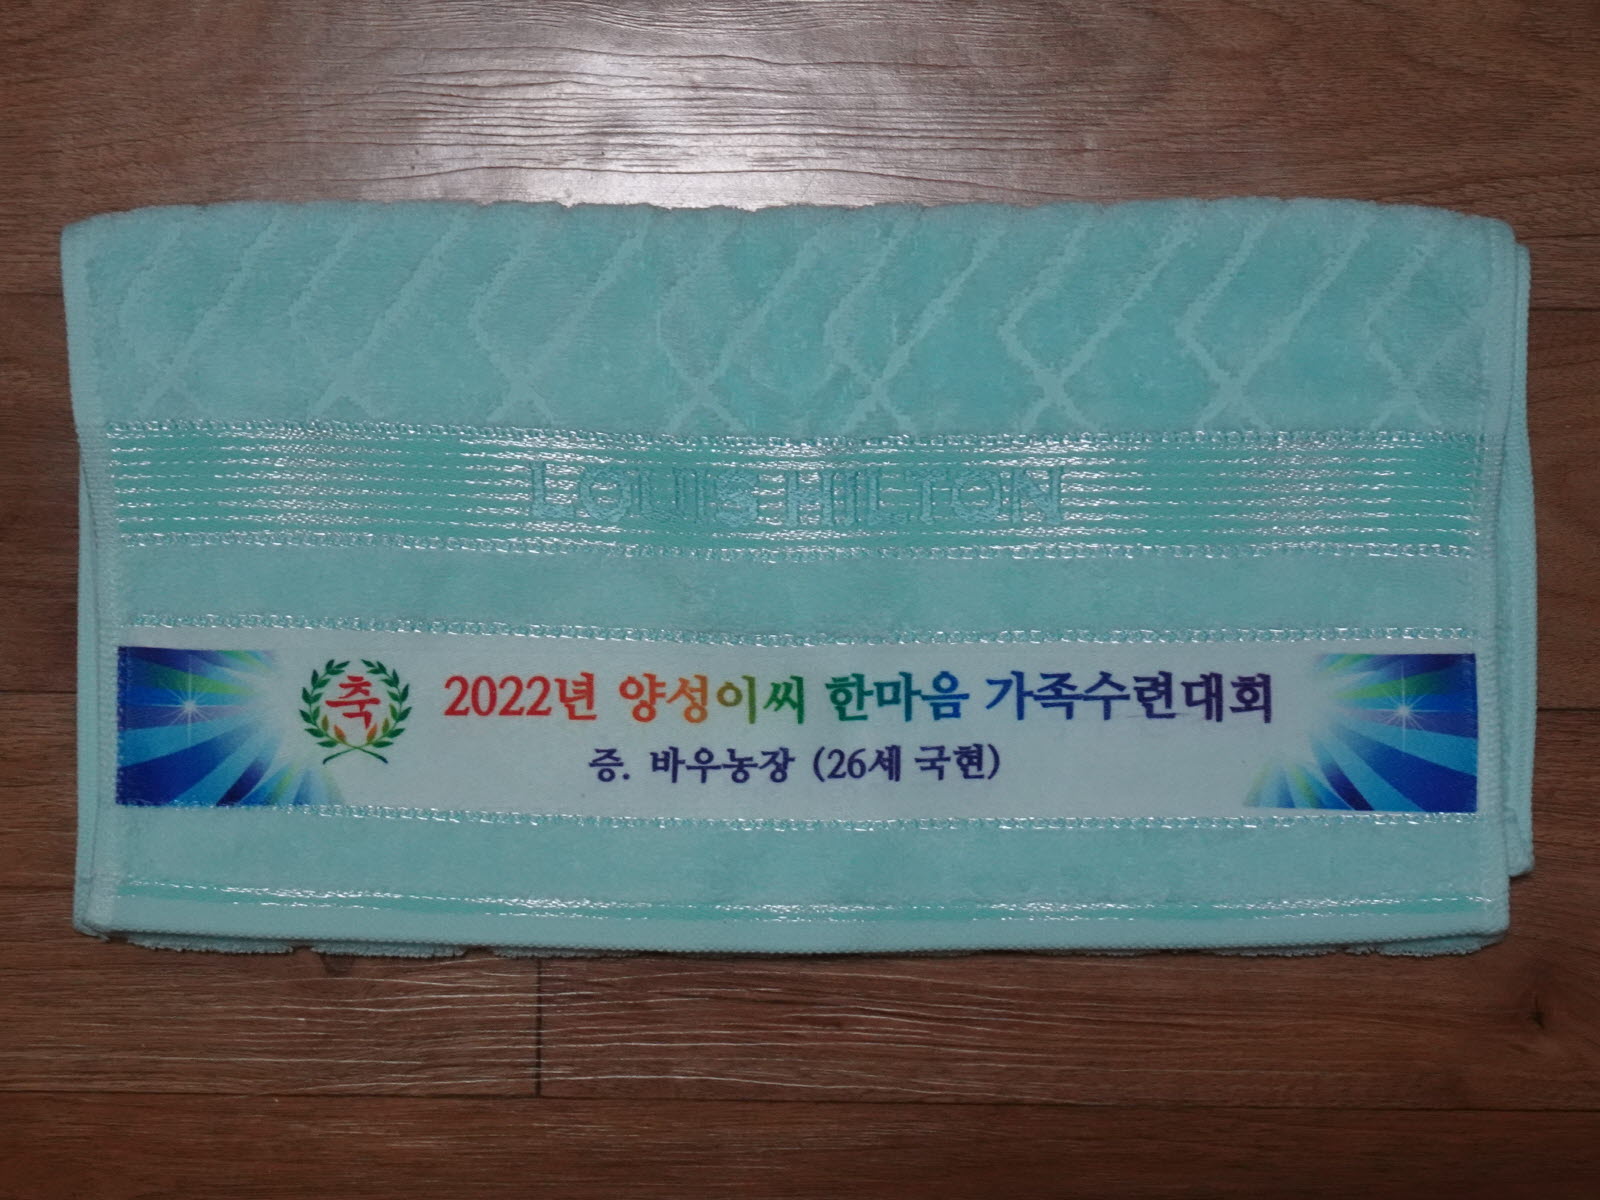 LOUIS HILTON
축 2022년 양성이씨 한마음 가족수련대회
증. 바우농장 (26세 국현)